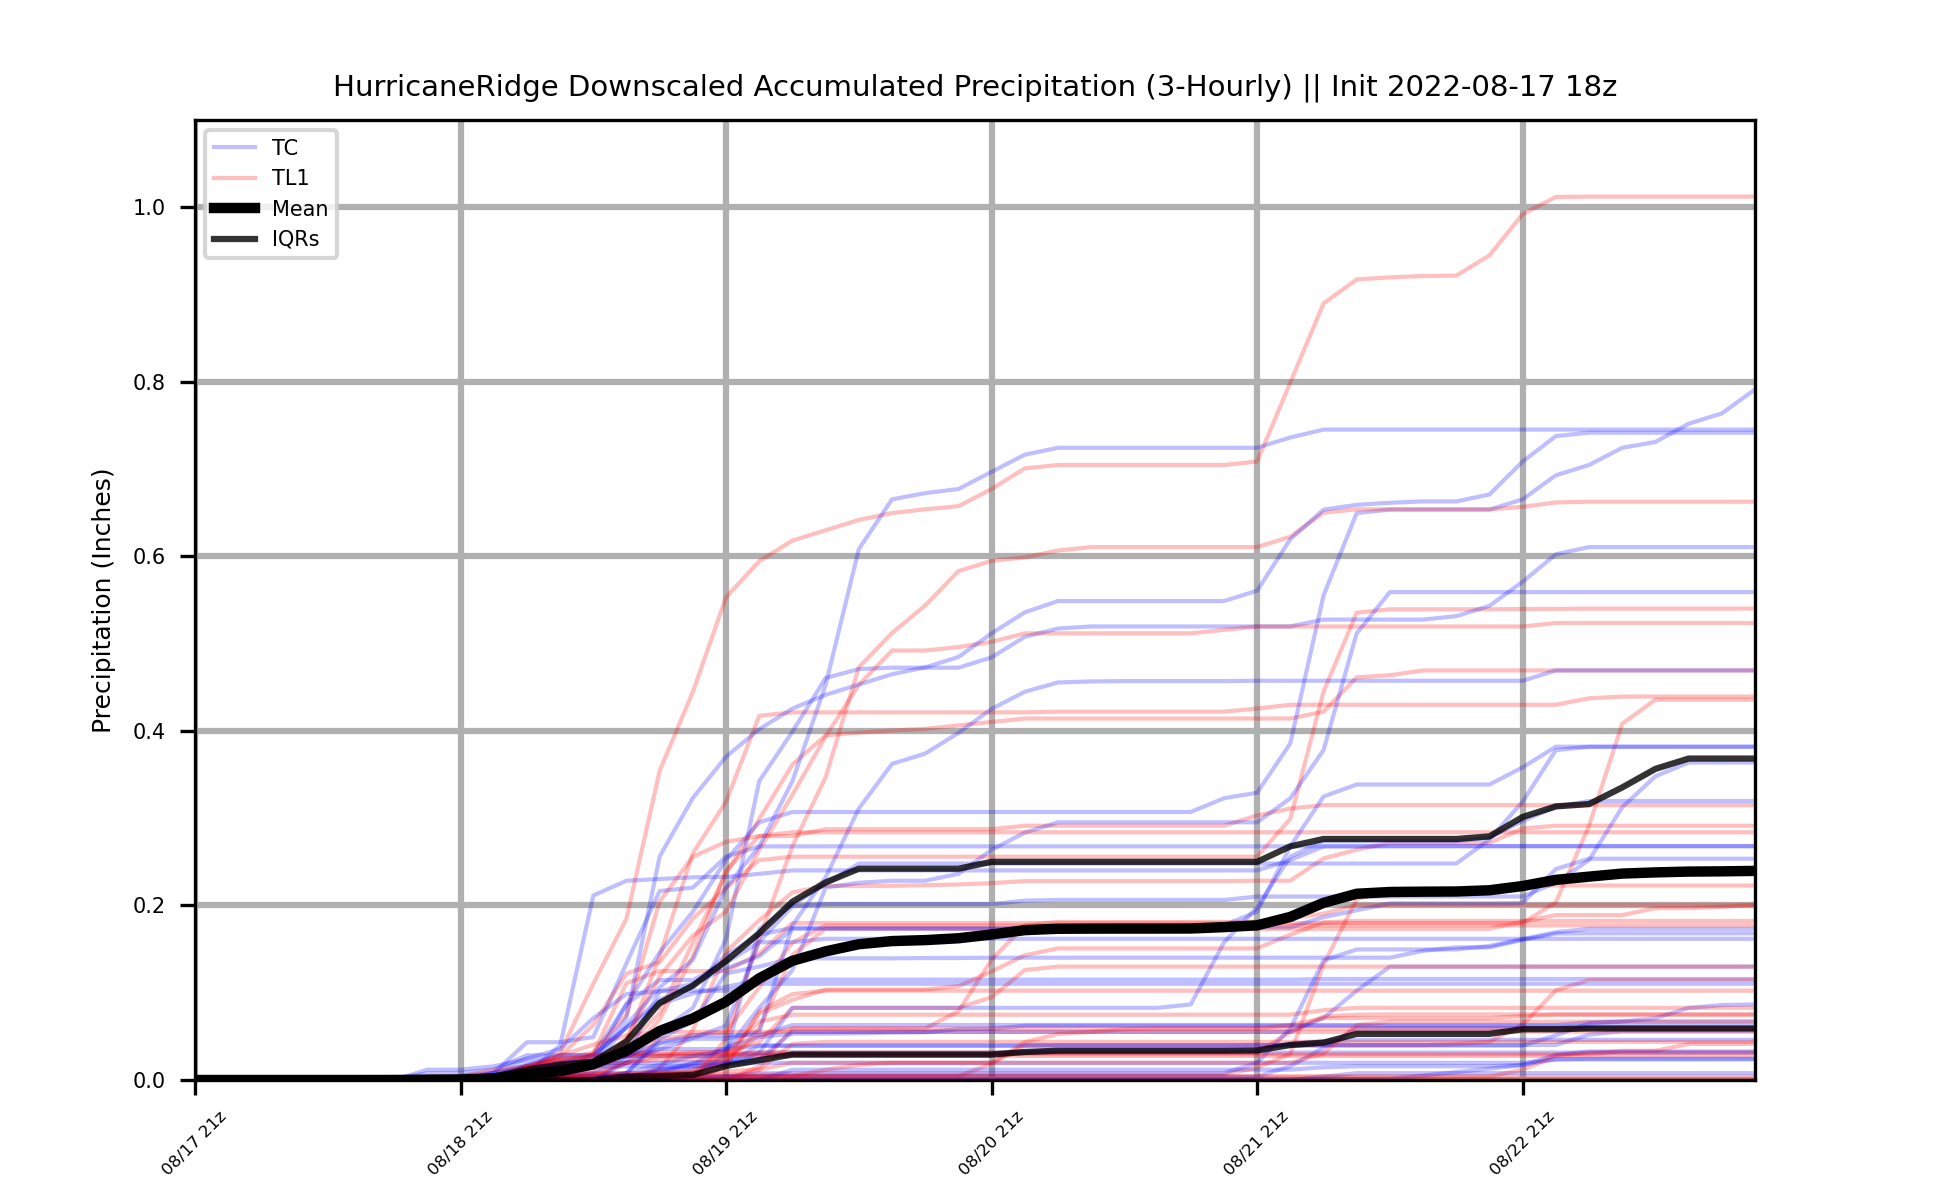 HurricaneRidge Downscaled Accumulated Precipitation (3-Hourly) || Init 2022-08-17 18z
TC
TL1
Mean
IQRs
Precipitation (Inches)
1.0
0.8
0.6
0.4
0.2
0.0
08/17 21z
08/18 21z
08/19 21z
08/20 21z
08/21 21z
08/22 21z